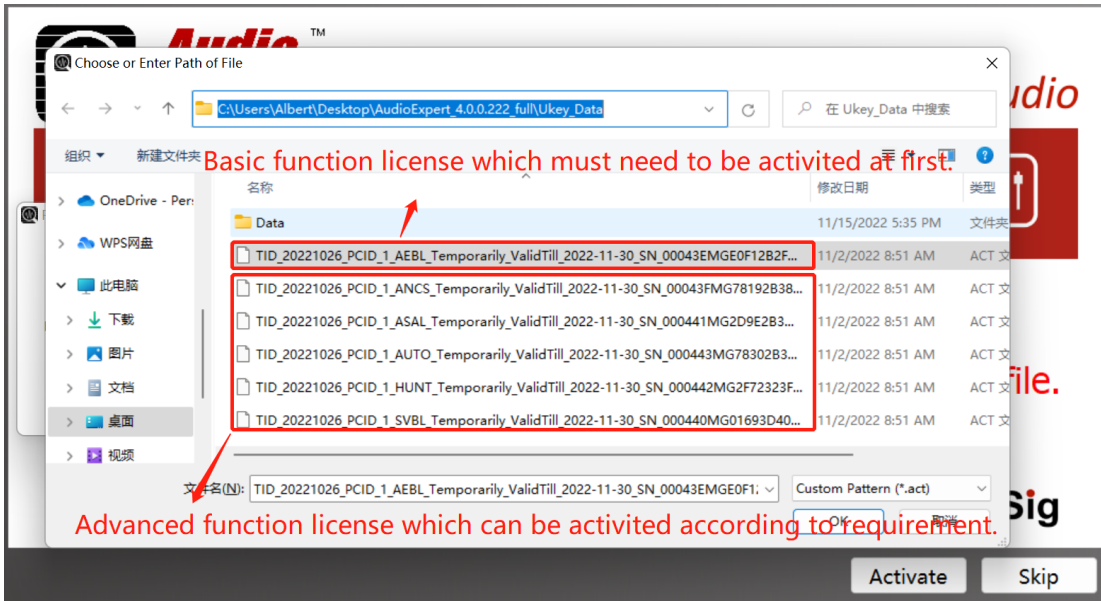 Audio ™
Choose or Enter Path of File
C:\Users\Albert\Desktop\AudioExpert_4.0.0.222_full\Ukey_Data
在 Ukey_Data 中搜索
udio
组织
新建文件夹
Basic function license which must need to be activited at first.
名称
修改日期
类型
OneDrive - Pers
WPS网盘
此电脑
下载
图片
文档
桌面
视频
Data 11/15/2022 5:35 PM 文件夹
TID_20221026_PCID_1_AEBL_Temporarily_ValidTill_2022-11-30_SN_00043EMGE0F12B2F... 11/2/2022 8:51 AM ACT 文
TID_20221026_PCID_1_ANCS_Temporarily_ValidTill_2022-11-30_SN_00043FMG78192B38... 11/2/2022 8:51 AM ACT 文
TID_20221026_PCID_1_ASAL_Temporarily_ValidTill_2022-11-30_SN_000441MG2D9E2B3... 11/2/2022 8:51 AM ACT 文
TID_20221026_PCID_1_AUTO_Temporarily_ValidTill_2022-11-30_SN_000443MG78302B3... 11/2/2022 8:51 AM ACT 文
TID_20221026_PCID_1_HUNT_Temporarily_ValidTill_2022-11-30_SN_000442MG2F72323F... 11/2/2022 8:51 AM ACT 文
TID_20221026_PCID_1_SVBL_Temporarily_ValidTill_2022-11-30_SN_000440MG01693D40... 11/2/2022 8:51 AM ACT 文
file.
文件名(N): TID_20221026_PCID_1_AEBL_Temporarily_ValidTill_2022-11-30_SN_00043EMGE0F1
Custom Pattern (*.act)
OK
取消
Advanced function license which can be activited according to requirement.
Sig
Activate
Skip